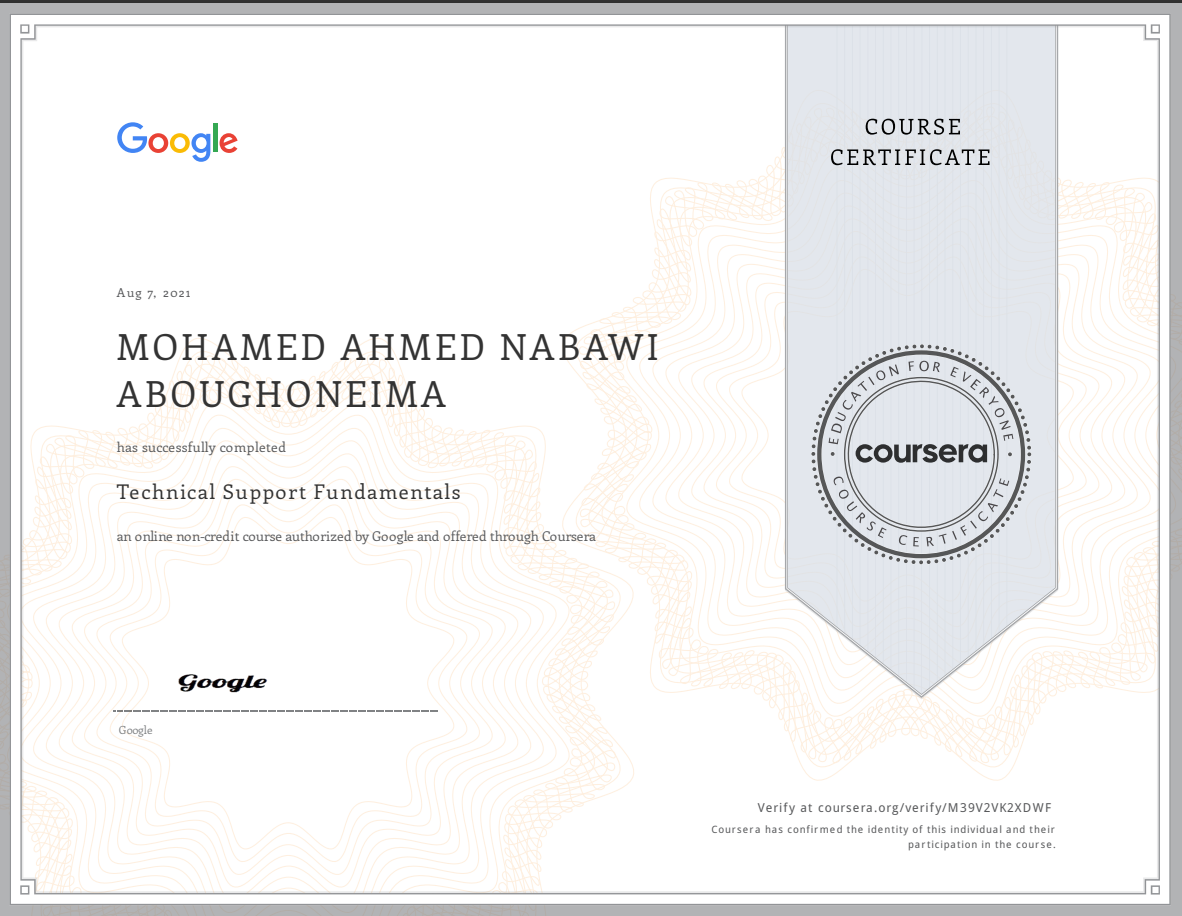 Google
COURSE
CERTIFICATE
Aug 7, 2021
MOHAMED AHMED NABAWI
ABOUGHONEIMA
has successfully completed
Technical Support Fundamentals
an online non-credit course authorized by Google and offered through Coursera
EDUCATION FOR EVERYONE
coursera
COURSE CERTIFICATE
Google
Google
Verify at coursera.org/verify/M39V2VK2XDWF
Coursera has confirmed the identity of this individual and their
participation in the course.